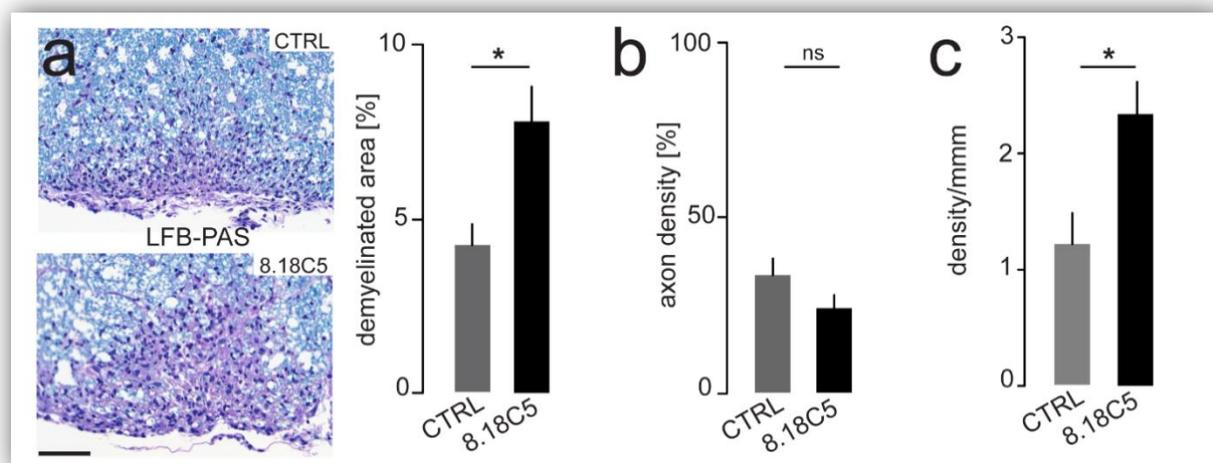 a
CTRL
LFB-PAS
8.18C5
demyelinated area [%]
10
5
0
*
CTRL
8.18C5
b
axon density [%]
100
50
0
ns
CTRL
8.18C5
c
density/mmm
3
2
1
0
*
CTRL
8.18C5